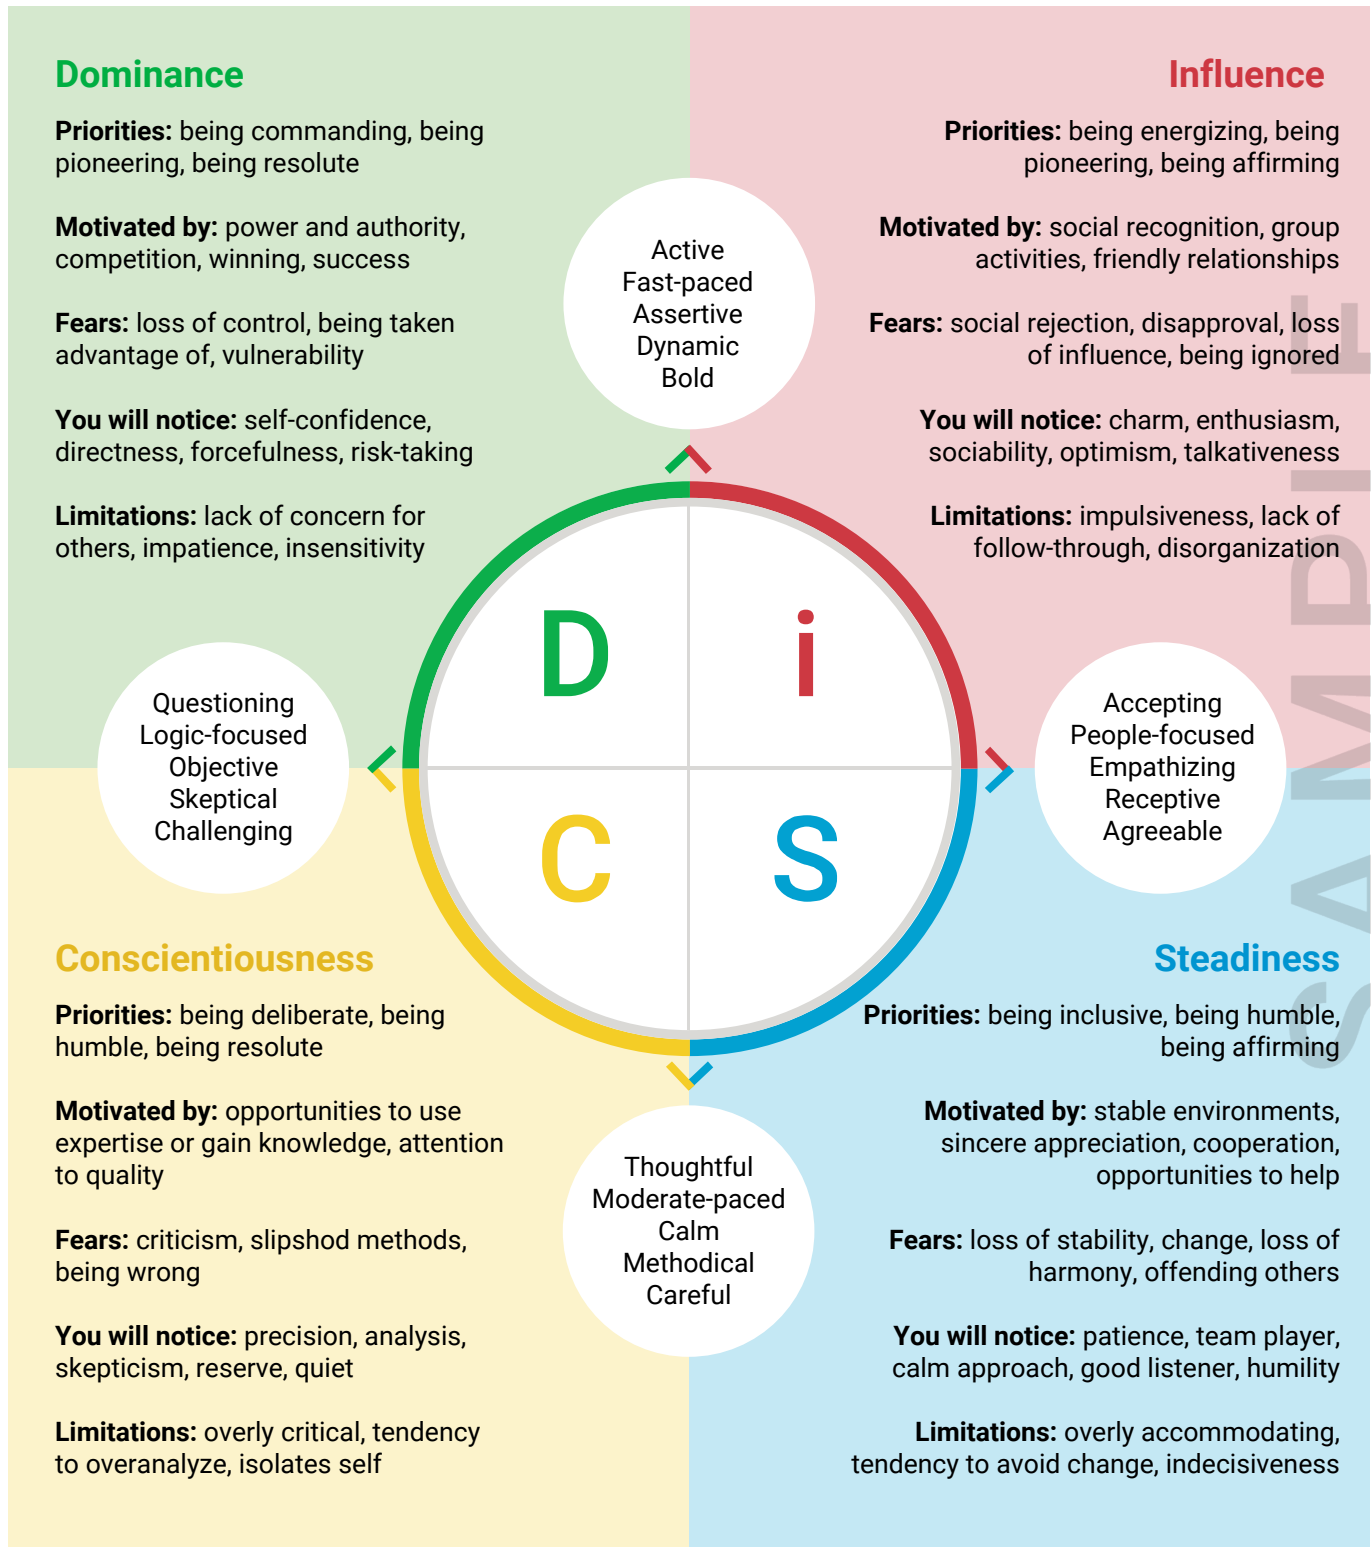 Dominance
Priorities: being commanding, being
pioneering, being resolute
Motivated by: power and authority,
competition, winning, success
Fears: loss of control, being taken
advantage of, vulnerability
You will notice: self-confidence,
directness, forcefulness, risk-taking
Limitations: lack of concern for
others, impatience, insensitivity
Influence
Priorities: being energizing, being
pioneering, being affirming
Motivated by: social recognition, group
activities, friendly relationships
Fears: social rejection, disapproval, loss
of influence, being ignored
You will notice: charm, enthusiasm,
sociability, optimism, talkativeness
Limitations: impulsiveness, lack of
follow-through, disorganization
Active
Fast-paced
Assertive
Dynamic
Bold
Questioning
Logic-focused
Objective
Skeptical
Challenging
D
i
C
S
Accepting
People-focused
Empathizing
Receptive
Agreeable
Conscientiousness
Priorities: being deliberate, being
humble, being resolute
Motivated by: opportunities to use
expertise or gain knowledge, attention
to quality
Fears: criticism, slipshod methods,
being wrong
You will notice: precision, analysis,
skepticism, reserve, quiet
Limitations: overly critical, tendency
to overanalyze, isolates self
Thoughtful
Moderate-paced
Calm
Methodical
Careful
Steadiness
Priorities: being inclusive, being humble,
being affirming
Motivated by: stable environments,
sincere appreciation, cooperation,
opportunities to help
Fears: loss of stability, change, loss of
harmony, offending others
You will notice: patience, team player,
calm approach, good listener, humility
Limitations: overly accommodating,
tendency to avoid change, indecisiveness
SAMPLE